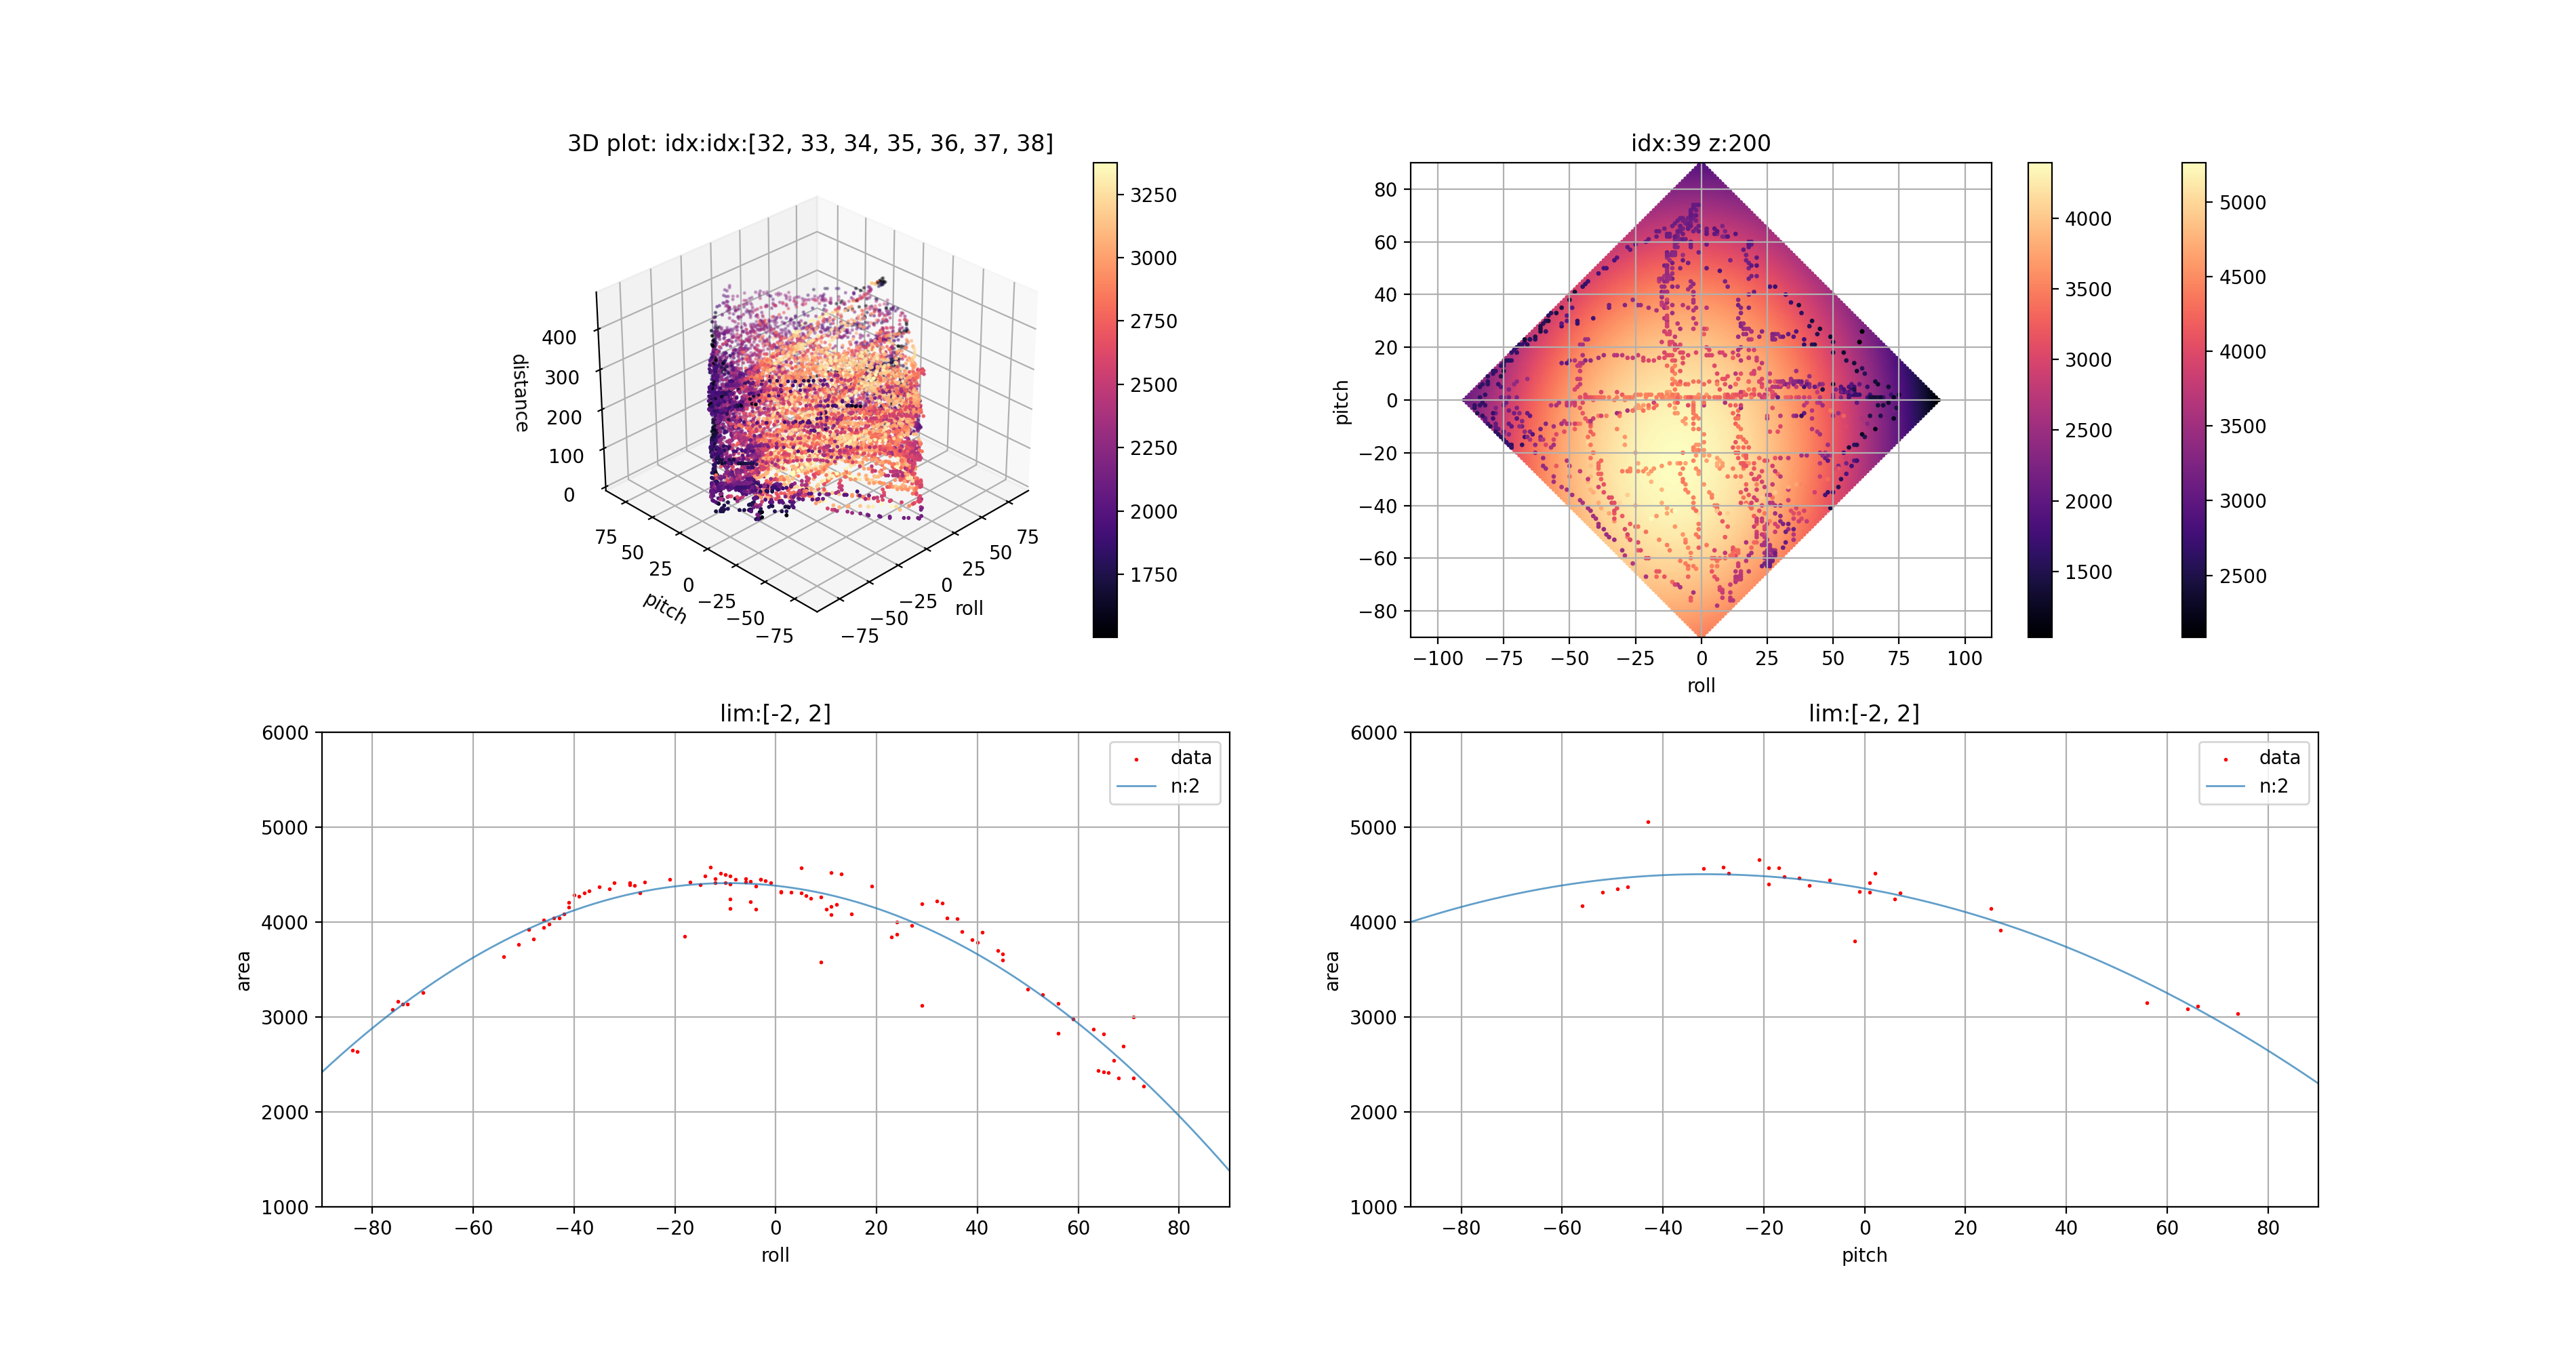 3D plot: idx:idx:[32, 33, 34, 35, 36, 37, 38]
distance
400
300
200
100
0
75
50
25
0
−25
−50
−75
pitch
−75
−50
−25
0
25
50
75
roll
3250
3000
2750
2500
2250
2000
1750
idx:39 z:200
pitch
80
60
40
20
0
−20
−40
−60
−80
−100 −75 −50 −25 0 25 50 75 100
roll
4000
3500
3000
2500
2000
1500
5000
4500
4000
3500
3000
2500
lim:[-2, 2]
area
6000
5000
4000
3000
2000
1000
data
n:2
−80 −60 −40 −20 0 20 40 60 80
roll
lim:[-2, 2]
area
6000
5000
4000
3000
2000
1000
data
n:2
−80 −60 −40 −20 0 20 40 60 80
pitch